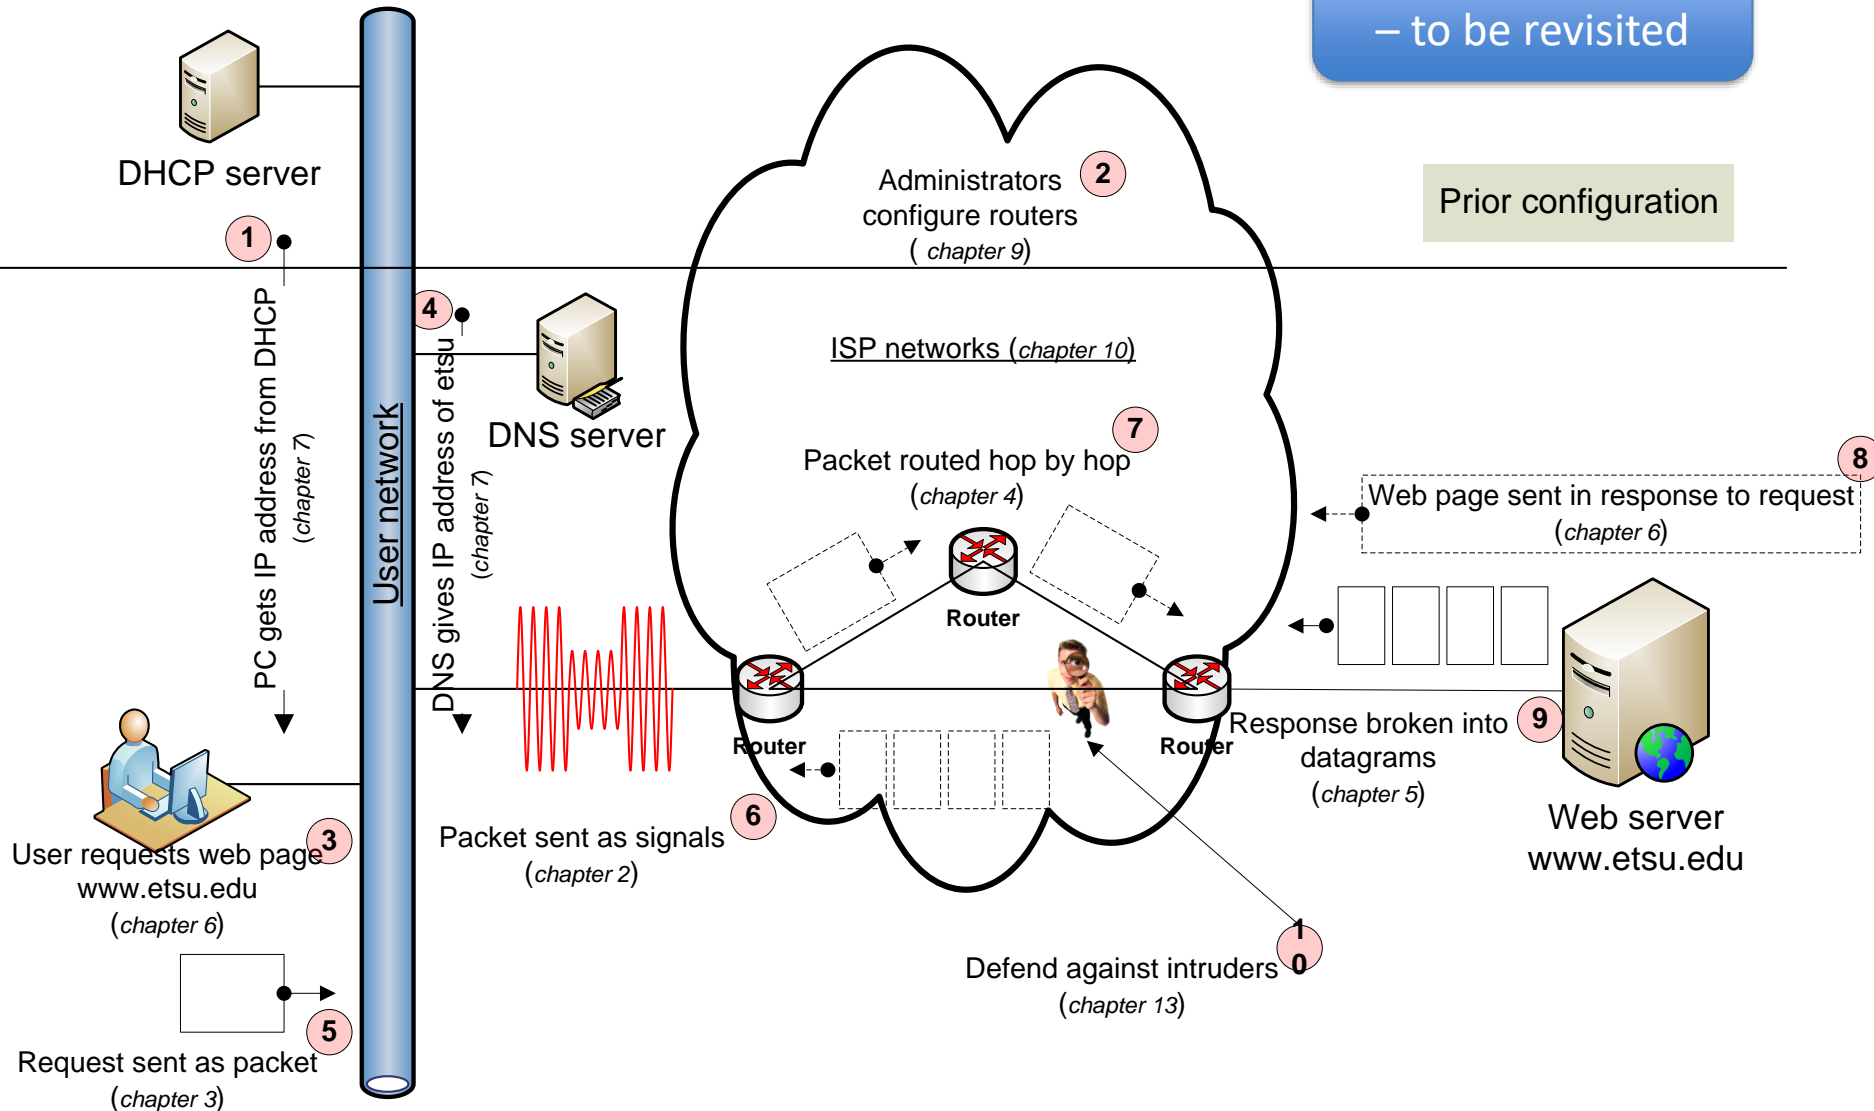 – to be revisited
DHCP server
1
PC gets IP address from DHCP
(chapter 7)
User network
2
Administrators
configure routers
( chapter 9)
Prior configuration
4
DNS gives IP address of etsu
(chapter 7)
DNS server
ISP networks (chapter 10)
7
Packet routed hop by hop
(chapter 4)
8
Web page sent in response to request
(chapter 6)
Router
Router
Router
3
User requests web page
www.etsu.edu
(chapter 6)
6
Packet sent as signals
(chapter 2)
9
Response broken into
datagrams
(chapter 5)
Web server
www.etsu.edu
10
Defend against intruders
(chapter 13)
5
Request sent as packet
(chapter 3)